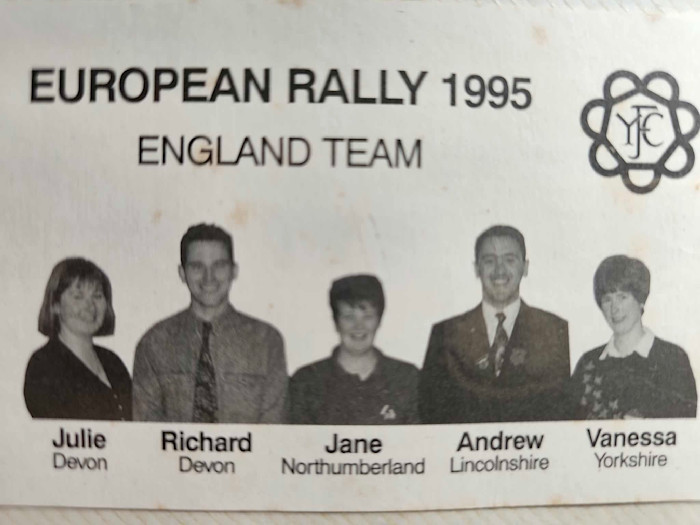 EUROPEAN RALLY 1995
ENGLAND TEAM
YFC
Julie Richard Jane Andrew Vanessa
Devon Devon Northumberland Lincolnshire Yorkshire